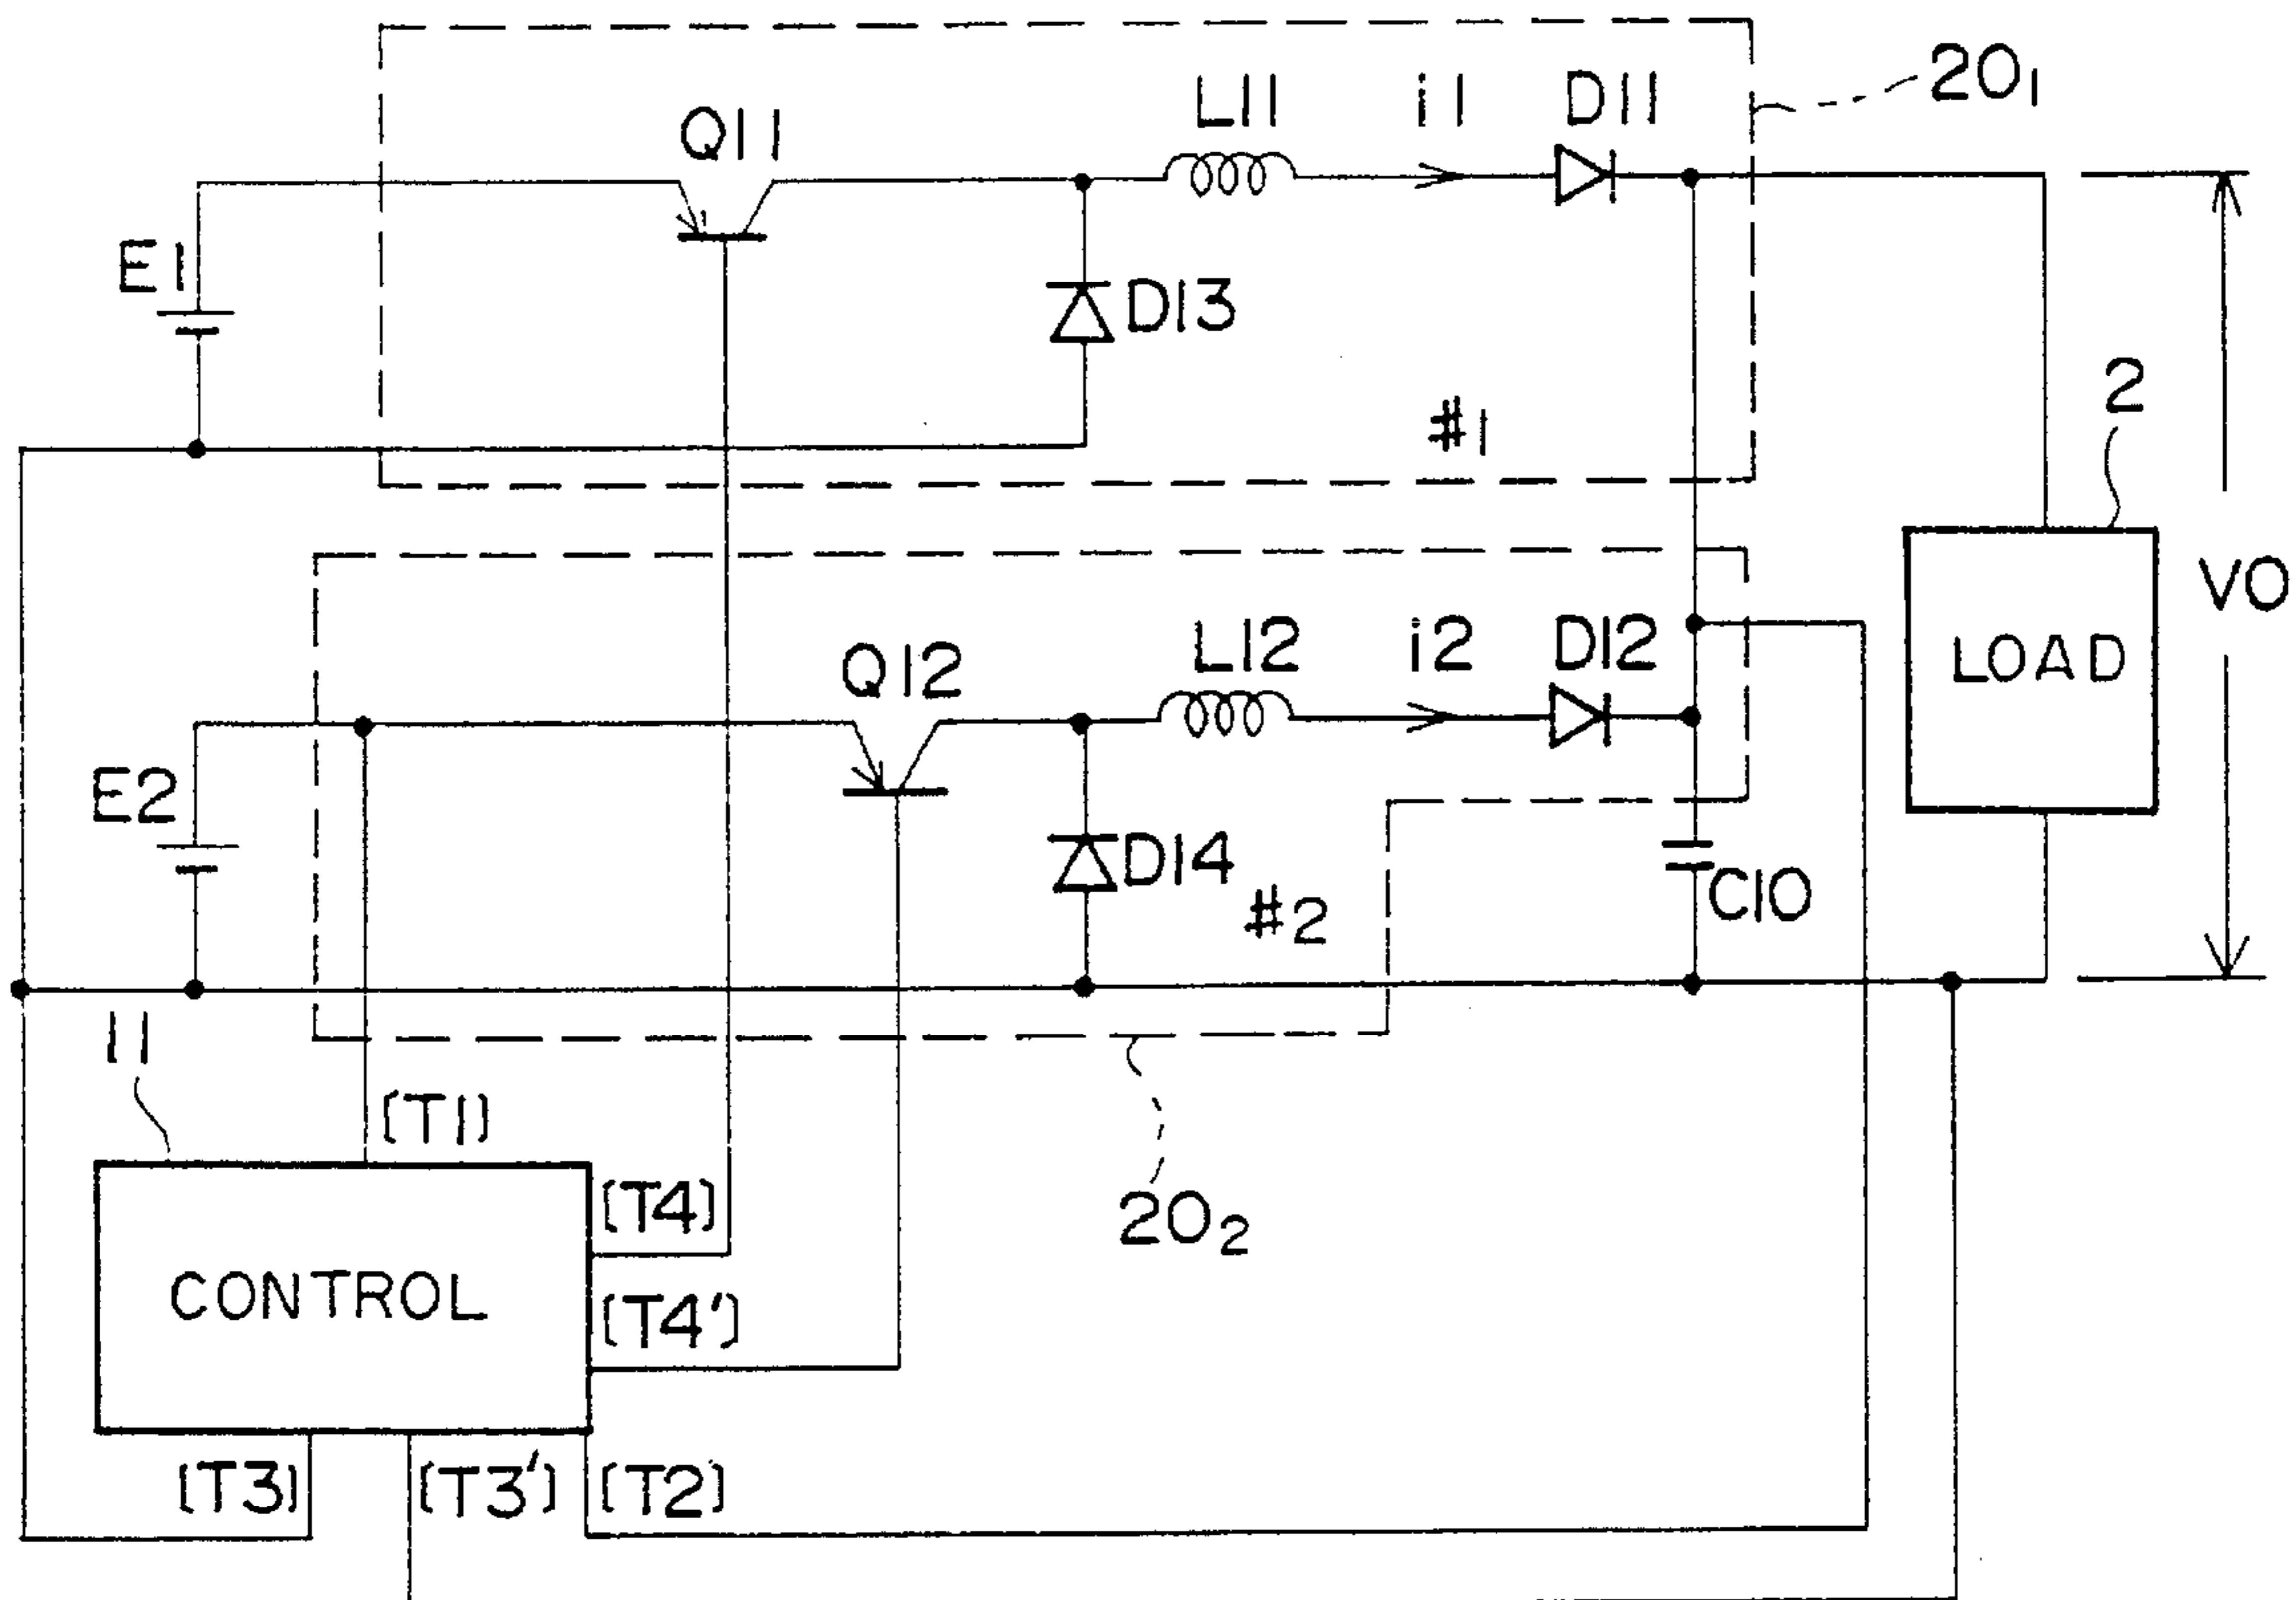 20₁
L11 i1 D11
Q11
E1
D13
#1
2
VO
L12 i2 D12
Q12
LOAD
E2
D14
#2
C10
11
(T1)
(T4)
20₂
CONTROL
(T4')
(T3) (T3') (T2)